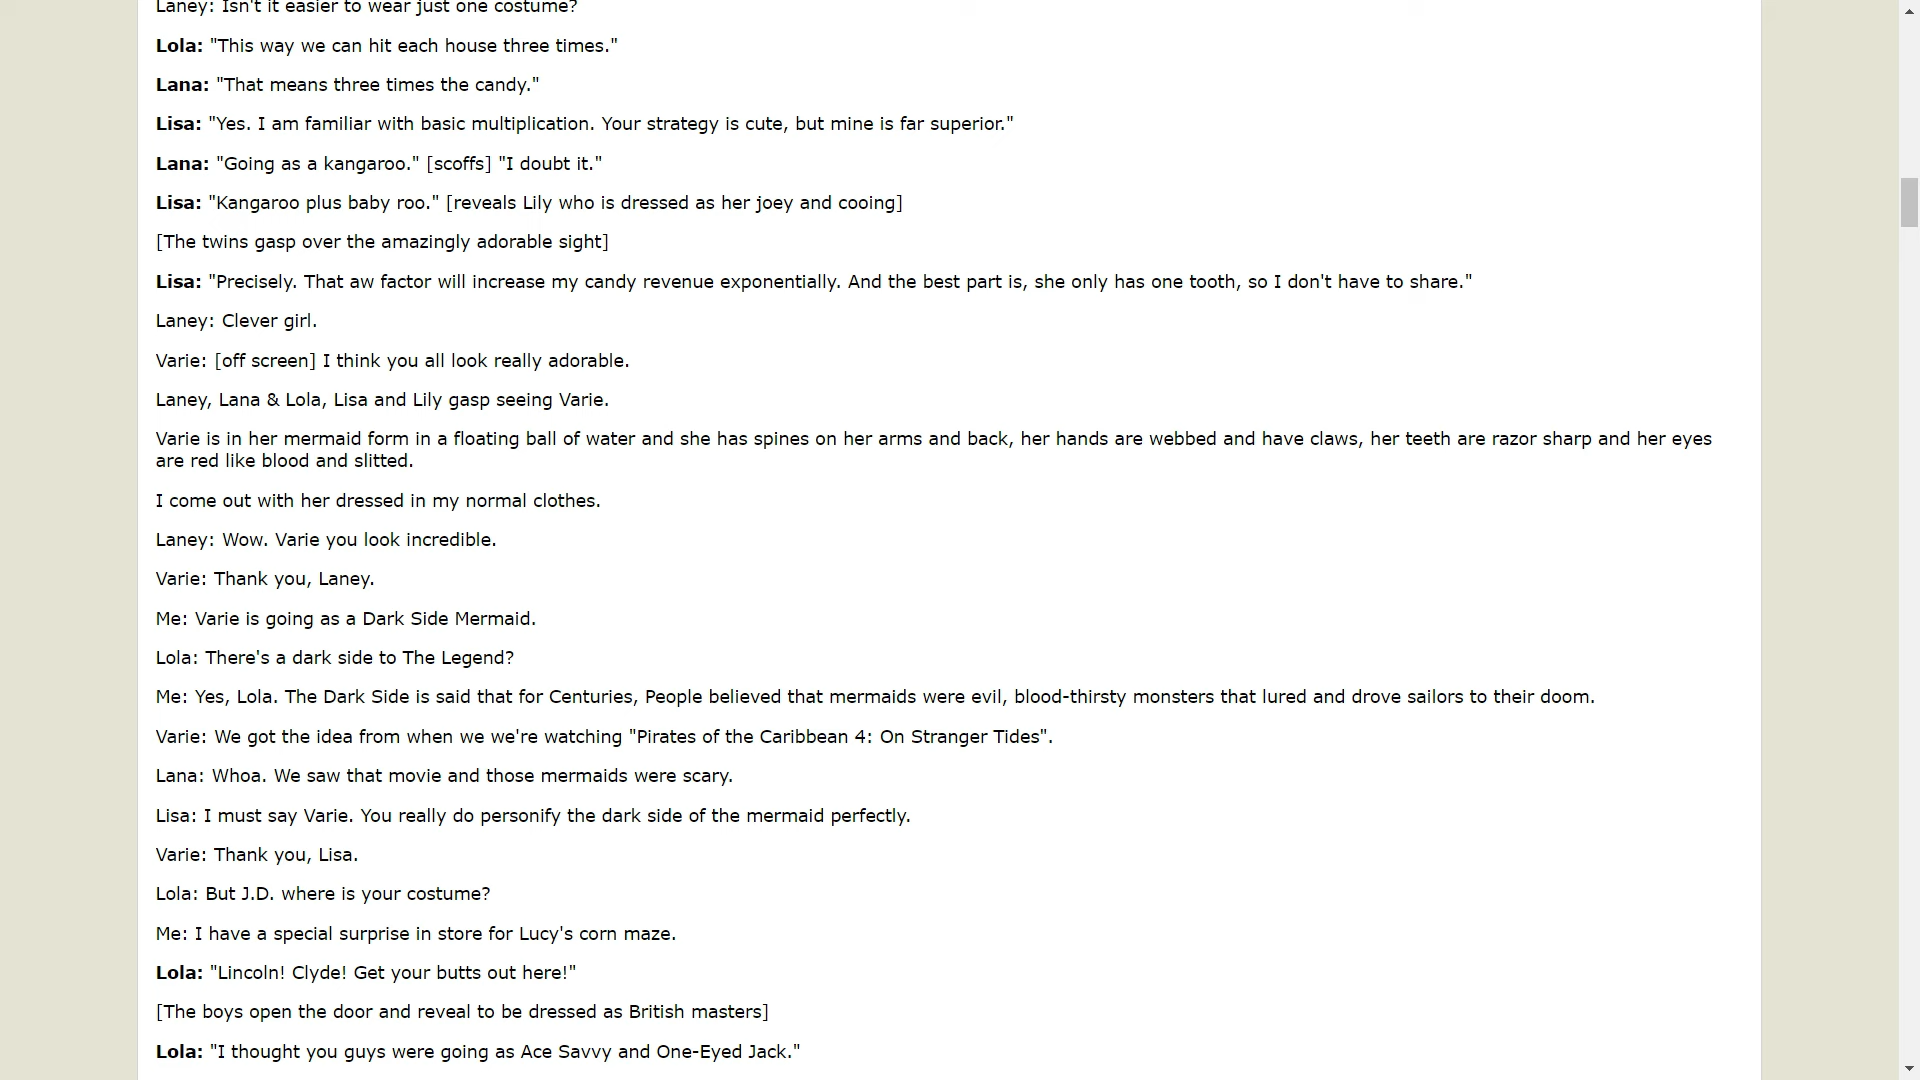 Laney: Isn't it easier to wear just one costume?
Lola: "This way we can hit each house three times."
Lana: "That means three times the candy."
Lisa: "Yes. I am familiar with basic multiplication. Your strategy is cute, but mine is far superior."
Lana: "Going as a kangaroo." [scoffs] "I doubt it."
Lisa: "Kangaroo plus baby roo." [reveals Lily who is dressed as her joey and cooing]
[The twins gasp over the amazingly adorable sight]
Lisa: "Precisely. That aw factor will increase my candy revenue exponentially. And the best part is, she only has one tooth, so I don't have to share."
Laney: Clever girl.
Varie: [off screen] I think you all look really adorable.
Laney, Lana & Lola, Lisa and Lily gasp seeing Varie.
Varie is in her mermaid form in a floating ball of water and she has spines on her arms and back, her hands are webbed and have claws, her teeth are razor sharp and her eyes
are red like blood and slitted.
I come out with her dressed in my normal clothes.
Laney: Wow. Varie you look incredible.
Varie: Thank you, Laney.
Me: Varie is going as a Dark Side Mermaid.
Lola: There's a dark side to The Legend?
Me: Yes, Lola. The Dark Side is said that for Centuries, People believed that mermaids were evil, blood-thirsty monsters that lured and drove sailors to their doom.
Varie: We got the idea from when we we're watching "Pirates of the Caribbean 4: On Stranger Tides".
Lana: Whoa. We saw that movie and those mermaids were scary.
Lisa: I must say Varie. You really do personify the dark side of the mermaid perfectly.
Varie: Thank you, Lisa.
Lola: But J.D. where is your costume?
Me: I have a special surprise in store for Lucy's corn maze.
Lola: "Lincoln! Clyde! Get your butts out here!"
[The boys open the door and reveal to be dressed as British masters]
Lola: "I thought you guys were going as Ace Savvy and One-Eyed Jack."